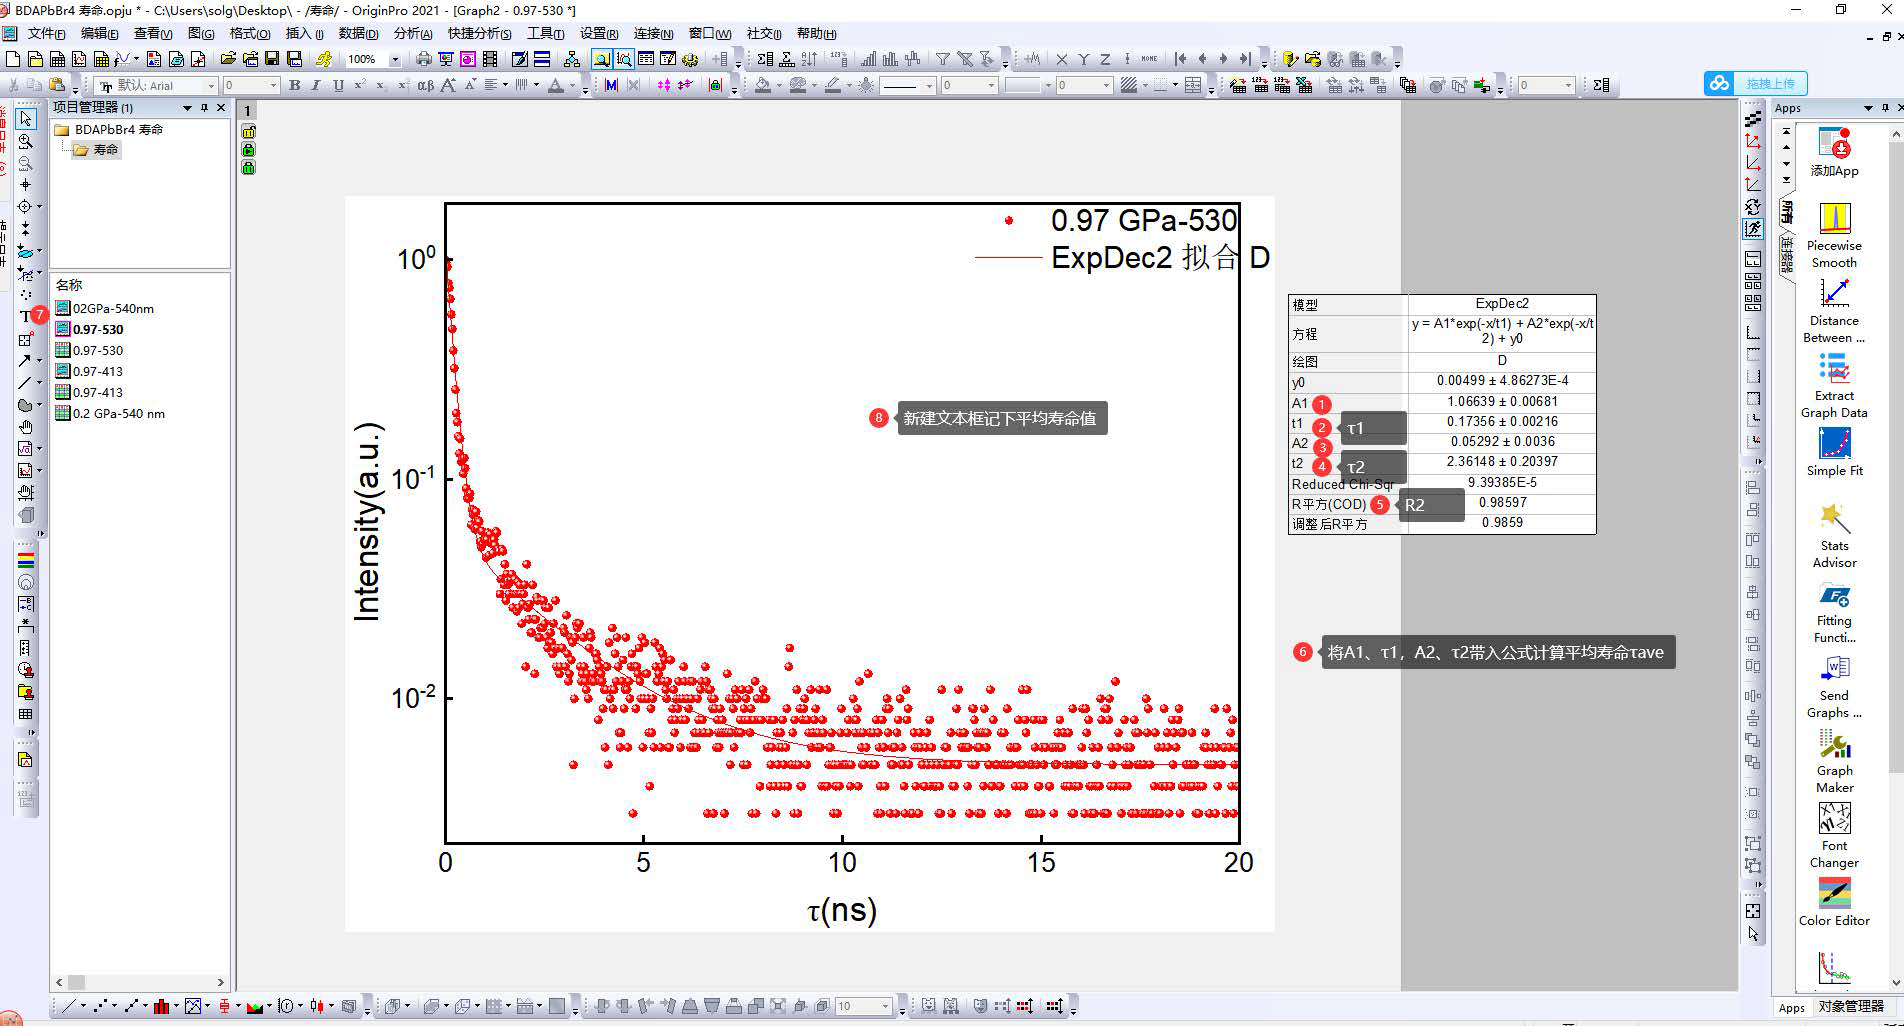 BDAPbBr4 寿命.opju * - C:\Users\solg\Desktop\ - /寿命/ - OriginPro 2021 - [Graph2 - 0.97-530 *]
文件(F) 编辑(E) 查看(V) 图(G) 格式(O) 插入(I) 数据(D) 分析(A) 快捷分析(S) 工具(T) 设置(R) 连接(N) 窗口(W) 社交(I) 帮助(H)
100%
默认: Arial 0 B I U
0 0 0
拖拽上传
项目管理器 (1)
BDAPbBr4 寿命
寿命
名称
02GPa-540nm
0.97-530
0.97-530
0.97-413
0.97-413
0.2 GPa-540 nm
7
1
0.97 GPa-530
ExpDec2 拟合 D
10⁰
10⁻¹
10⁻²
Intensity(a.u.)
0 5 10 15 20
τ(ns)
8 新建文本框记下平均寿命值
模型 ExpDec2
方程 y = A1*exp(-x/t1) + A2*exp(-x/t
2) + y0
绘图 D
y0 0.00499 ± 4.86273E-4
A1 1 1.06639 ± 0.00681
t1 2 τ1 0.17356 ± 0.00216
A2 3 0.05292 ± 0.0036
t2 4 τ2 2.36148 ± 0.20397
Reduced Chi-Sqr 9.39385E-5
R平方(COD) 5 R2 0.98597
调整后R平方 0.9859
6 将A1、τ1，A2、τ2带入公式计算平均寿命τave
Apps
所有
连接器
添加App
Piecewise
Smooth
Distance
Between ...
Extract
Graph Data
Simple Fit
Stats
Advisor
Fitting
Functi...
Send
Graphs ...
Graph
Maker
Font
Changer
Color Editor
10
Apps 对象管理器